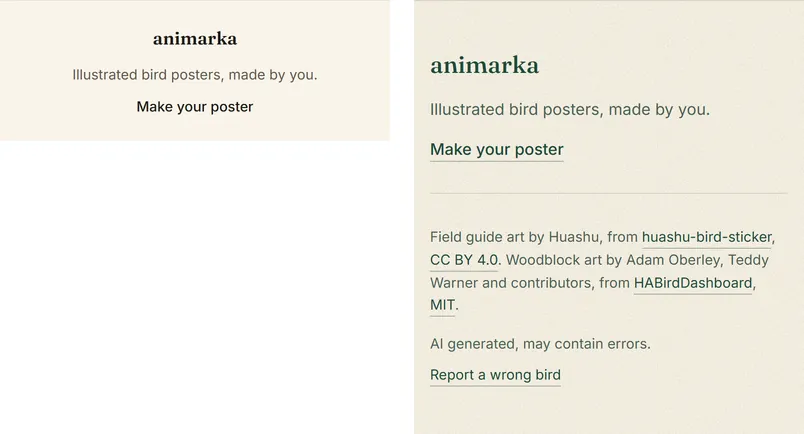 animarka
Illustrated bird posters, made by you.
Make your poster
animarka
Illustrated bird posters, made by you.
Make your poster
Field guide art by Huashu, from huashu-bird-sticker,
CC BY 4.0. Woodblock art by Adam Oberley, Teddy
Warner and contributors, from HABirdDashboard,
MIT.
AI generated, may contain errors.
Report a wrong bird